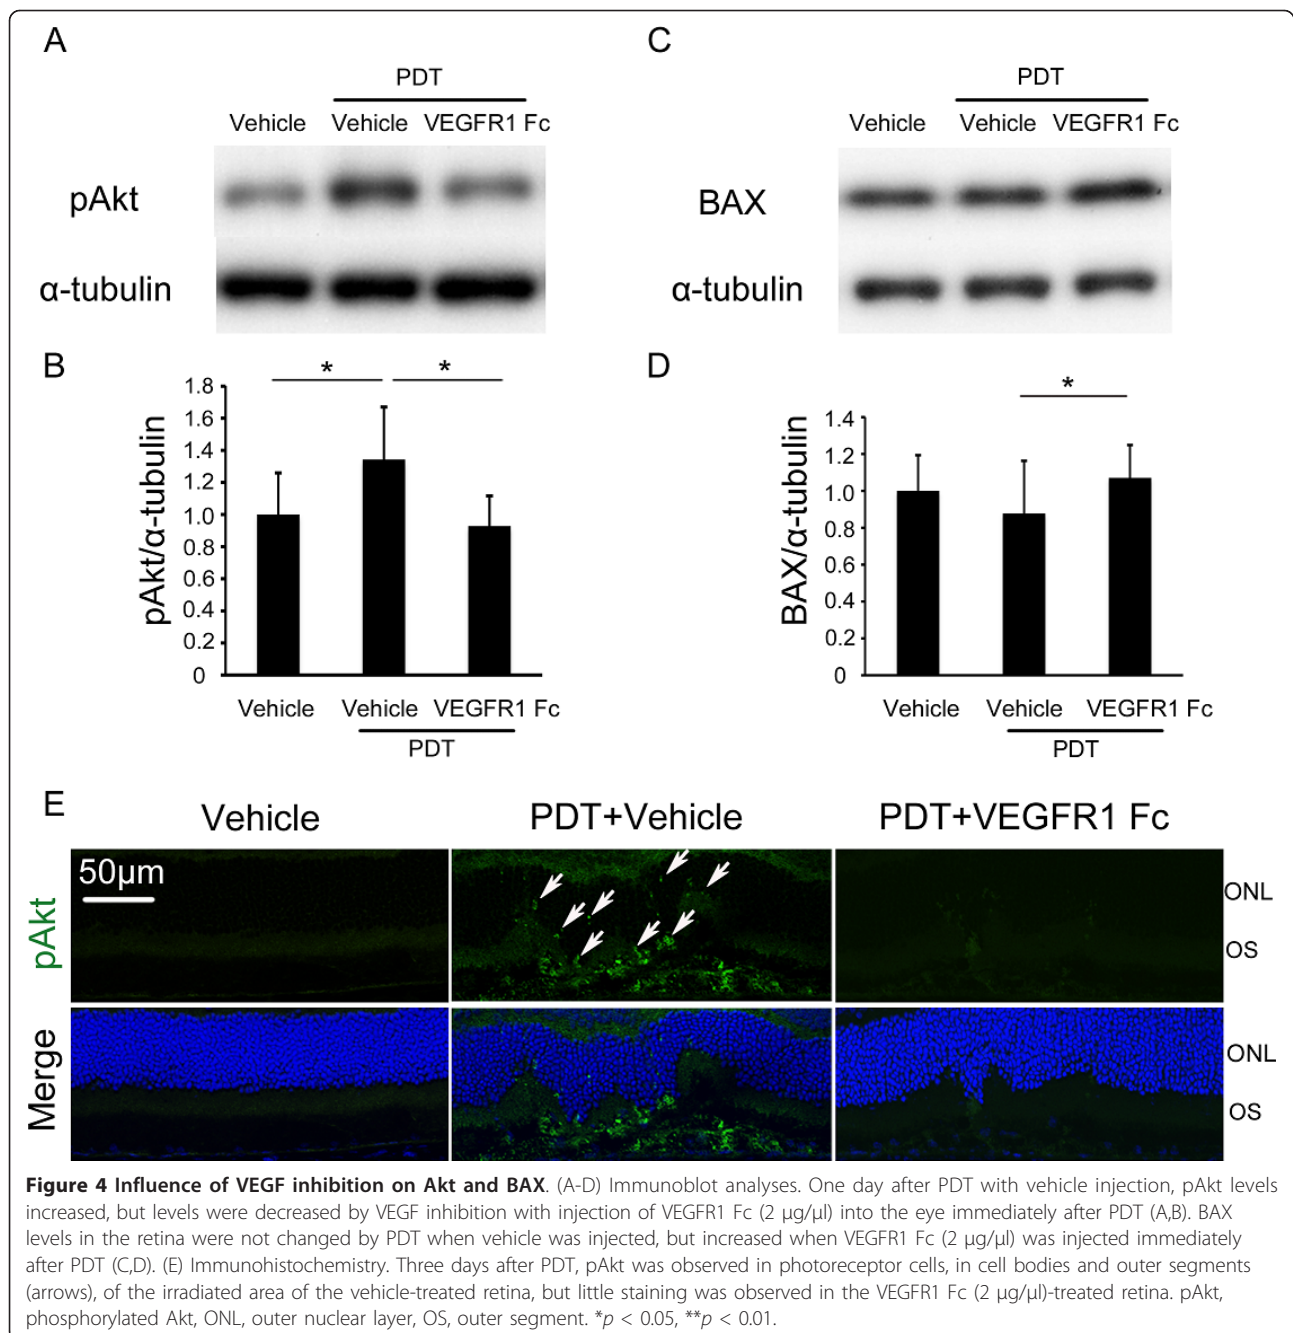 A
PDT
Vehicle Vehicle VEGFR1 Fc
pAkt
α-tubulin
B
* *
pAkt/α-tubulin
1.8
1.6
1.4
1.2
1.0
0.8
0.6
0.4
0.2
0
Vehicle Vehicle VEGFR1 Fc
PDT
C
PDT
Vehicle Vehicle VEGFR1 Fc
BAX
α-tubulin
D
*
BAX/α-tubulin
1.4
1.2
1.0
0.8
0.6
0.4
0.2
0
Vehicle Vehicle VEGFR1 Fc
PDT
E
Vehicle PDT+Vehicle PDT+VEGFR1 Fc
50µm
pAkt
ONL
OS
Merge
ONL
OS
Figure 4 Influence of VEGF inhibition on Akt and BAX. (A-D) Immunoblot analyses. One day after PDT with vehicle injection, pAkt levels
increased, but levels were decreased by VEGF inhibition with injection of VEGFR1 Fc (2 µg/µl) into the eye immediately after PDT (A,B). BAX
levels in the retina were not changed by PDT when vehicle was injected, but increased when VEGFR1 Fc (2 µg/µl) was injected immediately
after PDT (C,D). (E) Immunohistochemistry. Three days after PDT, pAkt was observed in photoreceptor cells, in cell bodies and outer segments
(arrows), of the irradiated area of the vehicle-treated retina, but little staining was observed in the VEGFR1 Fc (2 µg/µl)-treated retina. pAkt,
phosphorylated Akt, ONL, outer nuclear layer, OS, outer segment. *p < 0.05, **p < 0.01.